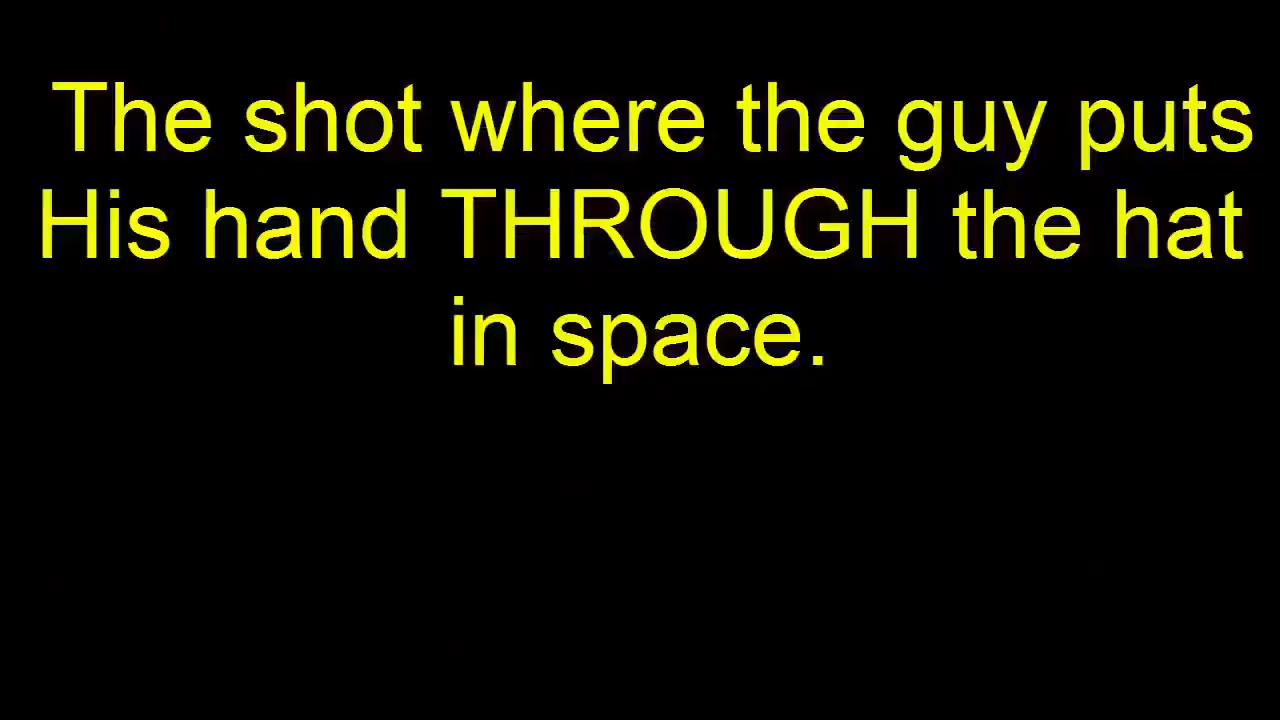 The shot where the guy puts
His hand THROUGH the hat
in space.